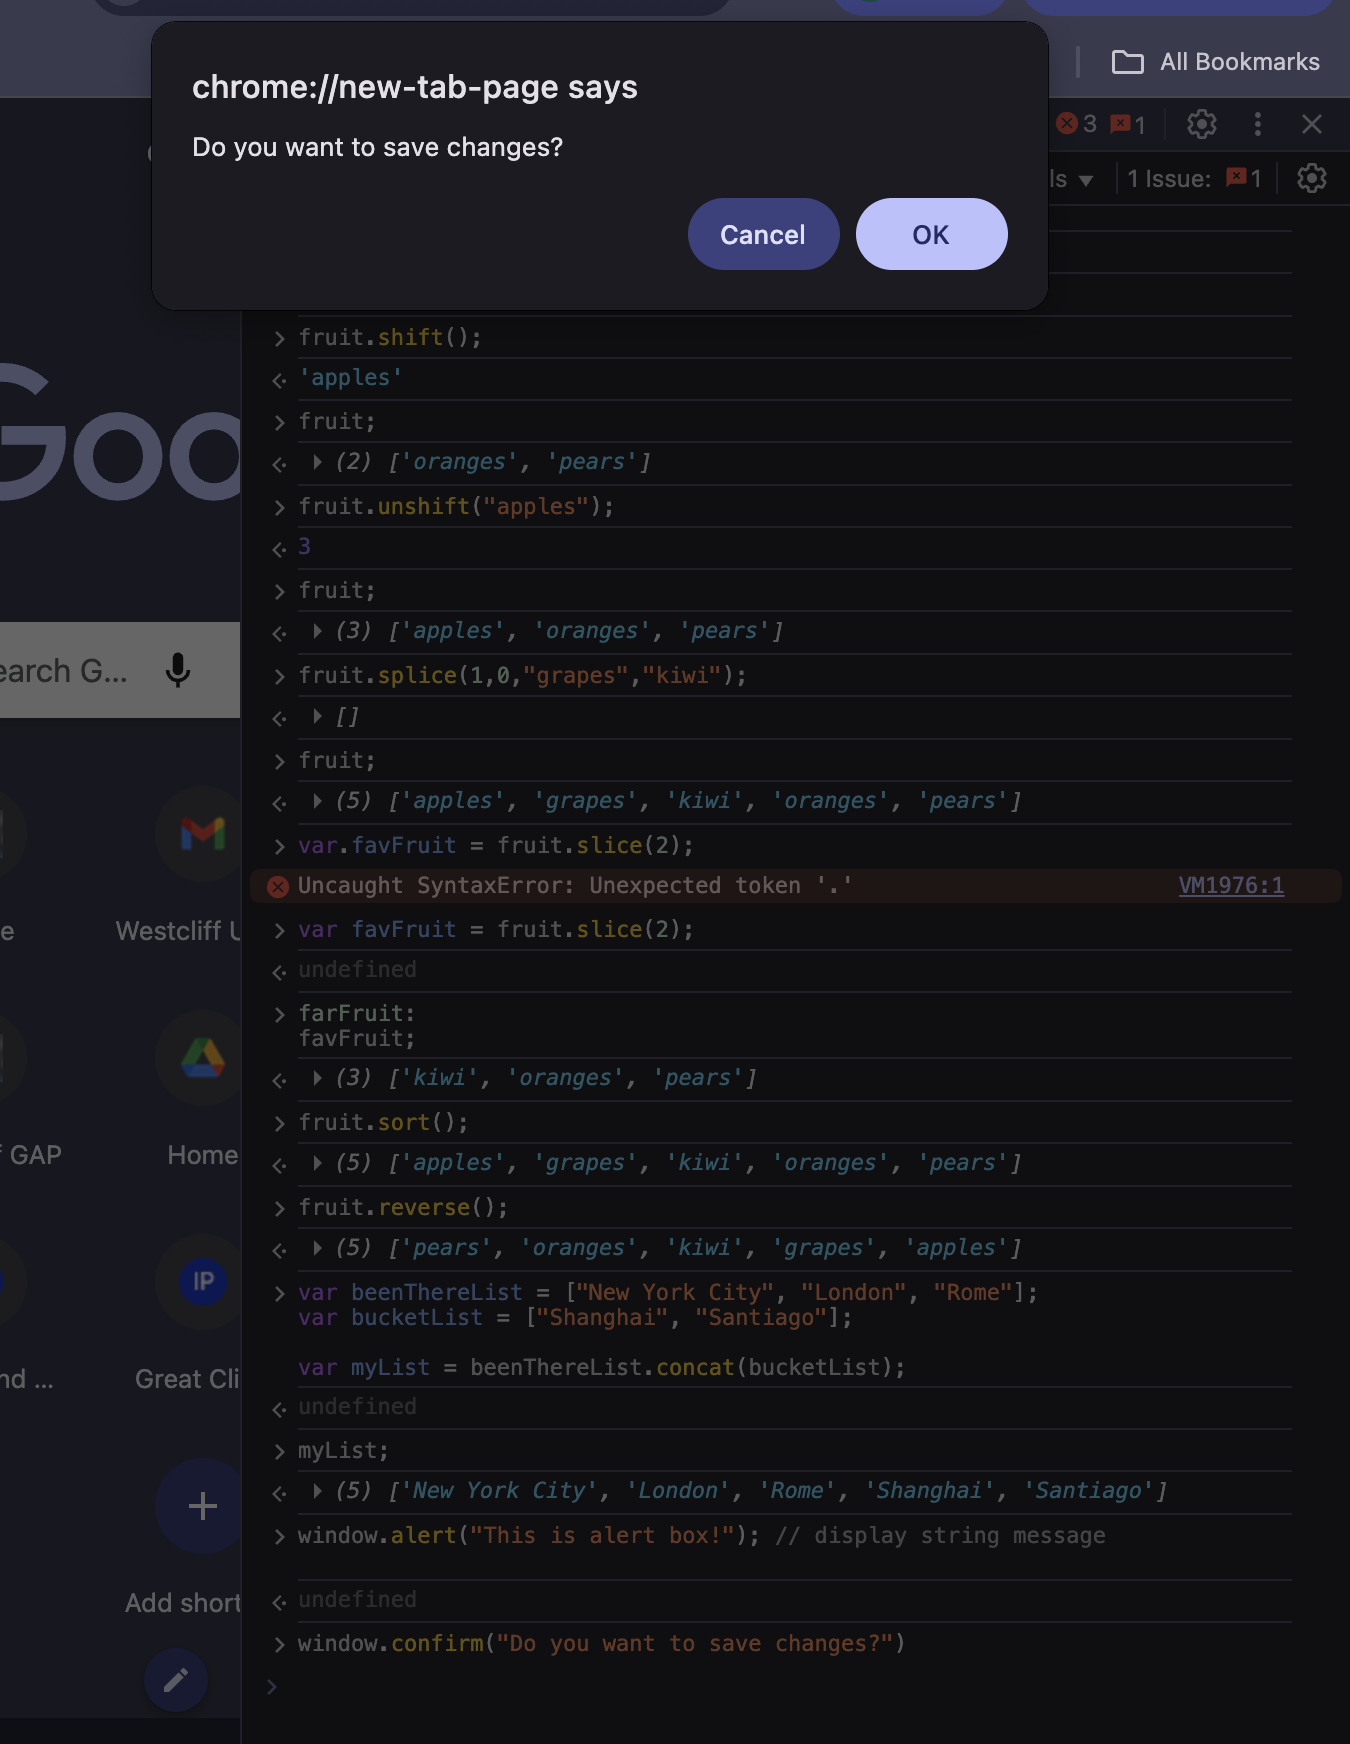 All Bookmarks
chrome://new-tab-page says
Do you want to save changes?
Cancel
OK
3 1
ls
1 Issue: 1
> fruit.shift();
'apples'
> fruit;
(2) ['oranges', 'pears']
> fruit.unshift("apples");
3
> fruit;
(3) ['apples', 'oranges', 'pears']
> fruit.splice(1,0,"grapes","kiwi");
[]
> fruit;
(5) ['apples', 'grapes', 'kiwi', 'oranges', 'pears']
> var.favFruit = fruit.slice(2);
Uncaught SyntaxError: Unexpected token '.' VM1976:1
> var favFruit = fruit.slice(2);
undefined
> farFruit:
favFruit;
(3) ['kiwi', 'oranges', 'pears']
> fruit.sort();
(5) ['apples', 'grapes', 'kiwi', 'oranges', 'pears']
> fruit.reverse();
(5) ['pears', 'oranges', 'kiwi', 'grapes', 'apples']
> var beenThereList = ["New York City", "London", "Rome"];
var bucketList = ["Shanghai", "Santiago"];
var myList = beenThereList.concat(bucketList);
undefined
> myList;
(5) ['New York City', 'London', 'Rome', 'Shanghai', 'Santiago']
> window.alert("This is alert box!"); // display string message
undefined
> window.confirm("Do you want to save changes?")
>
Goo
earch G...
e
Westcliff U
f GAP
Home
IP
nd ...
Great Cli
Add short